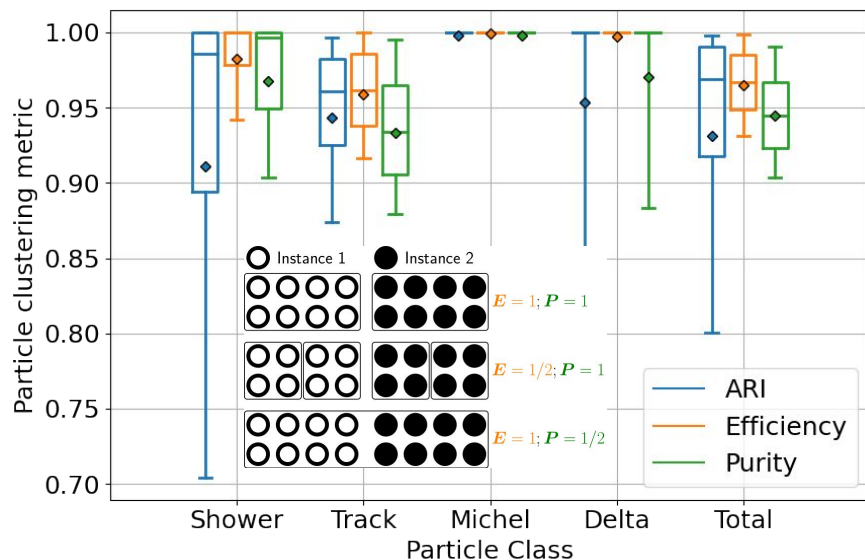 Particle clustering metric
1.00
0.95
0.90
0.85
0.80
0.75
0.70
Instance 1 Instance 2
E = 1; P = 1
E = 1/2; P = 1
E = 1; P = 1/2
ARI
Efficiency
Purity
Shower Track Michel Delta Total
Particle Class